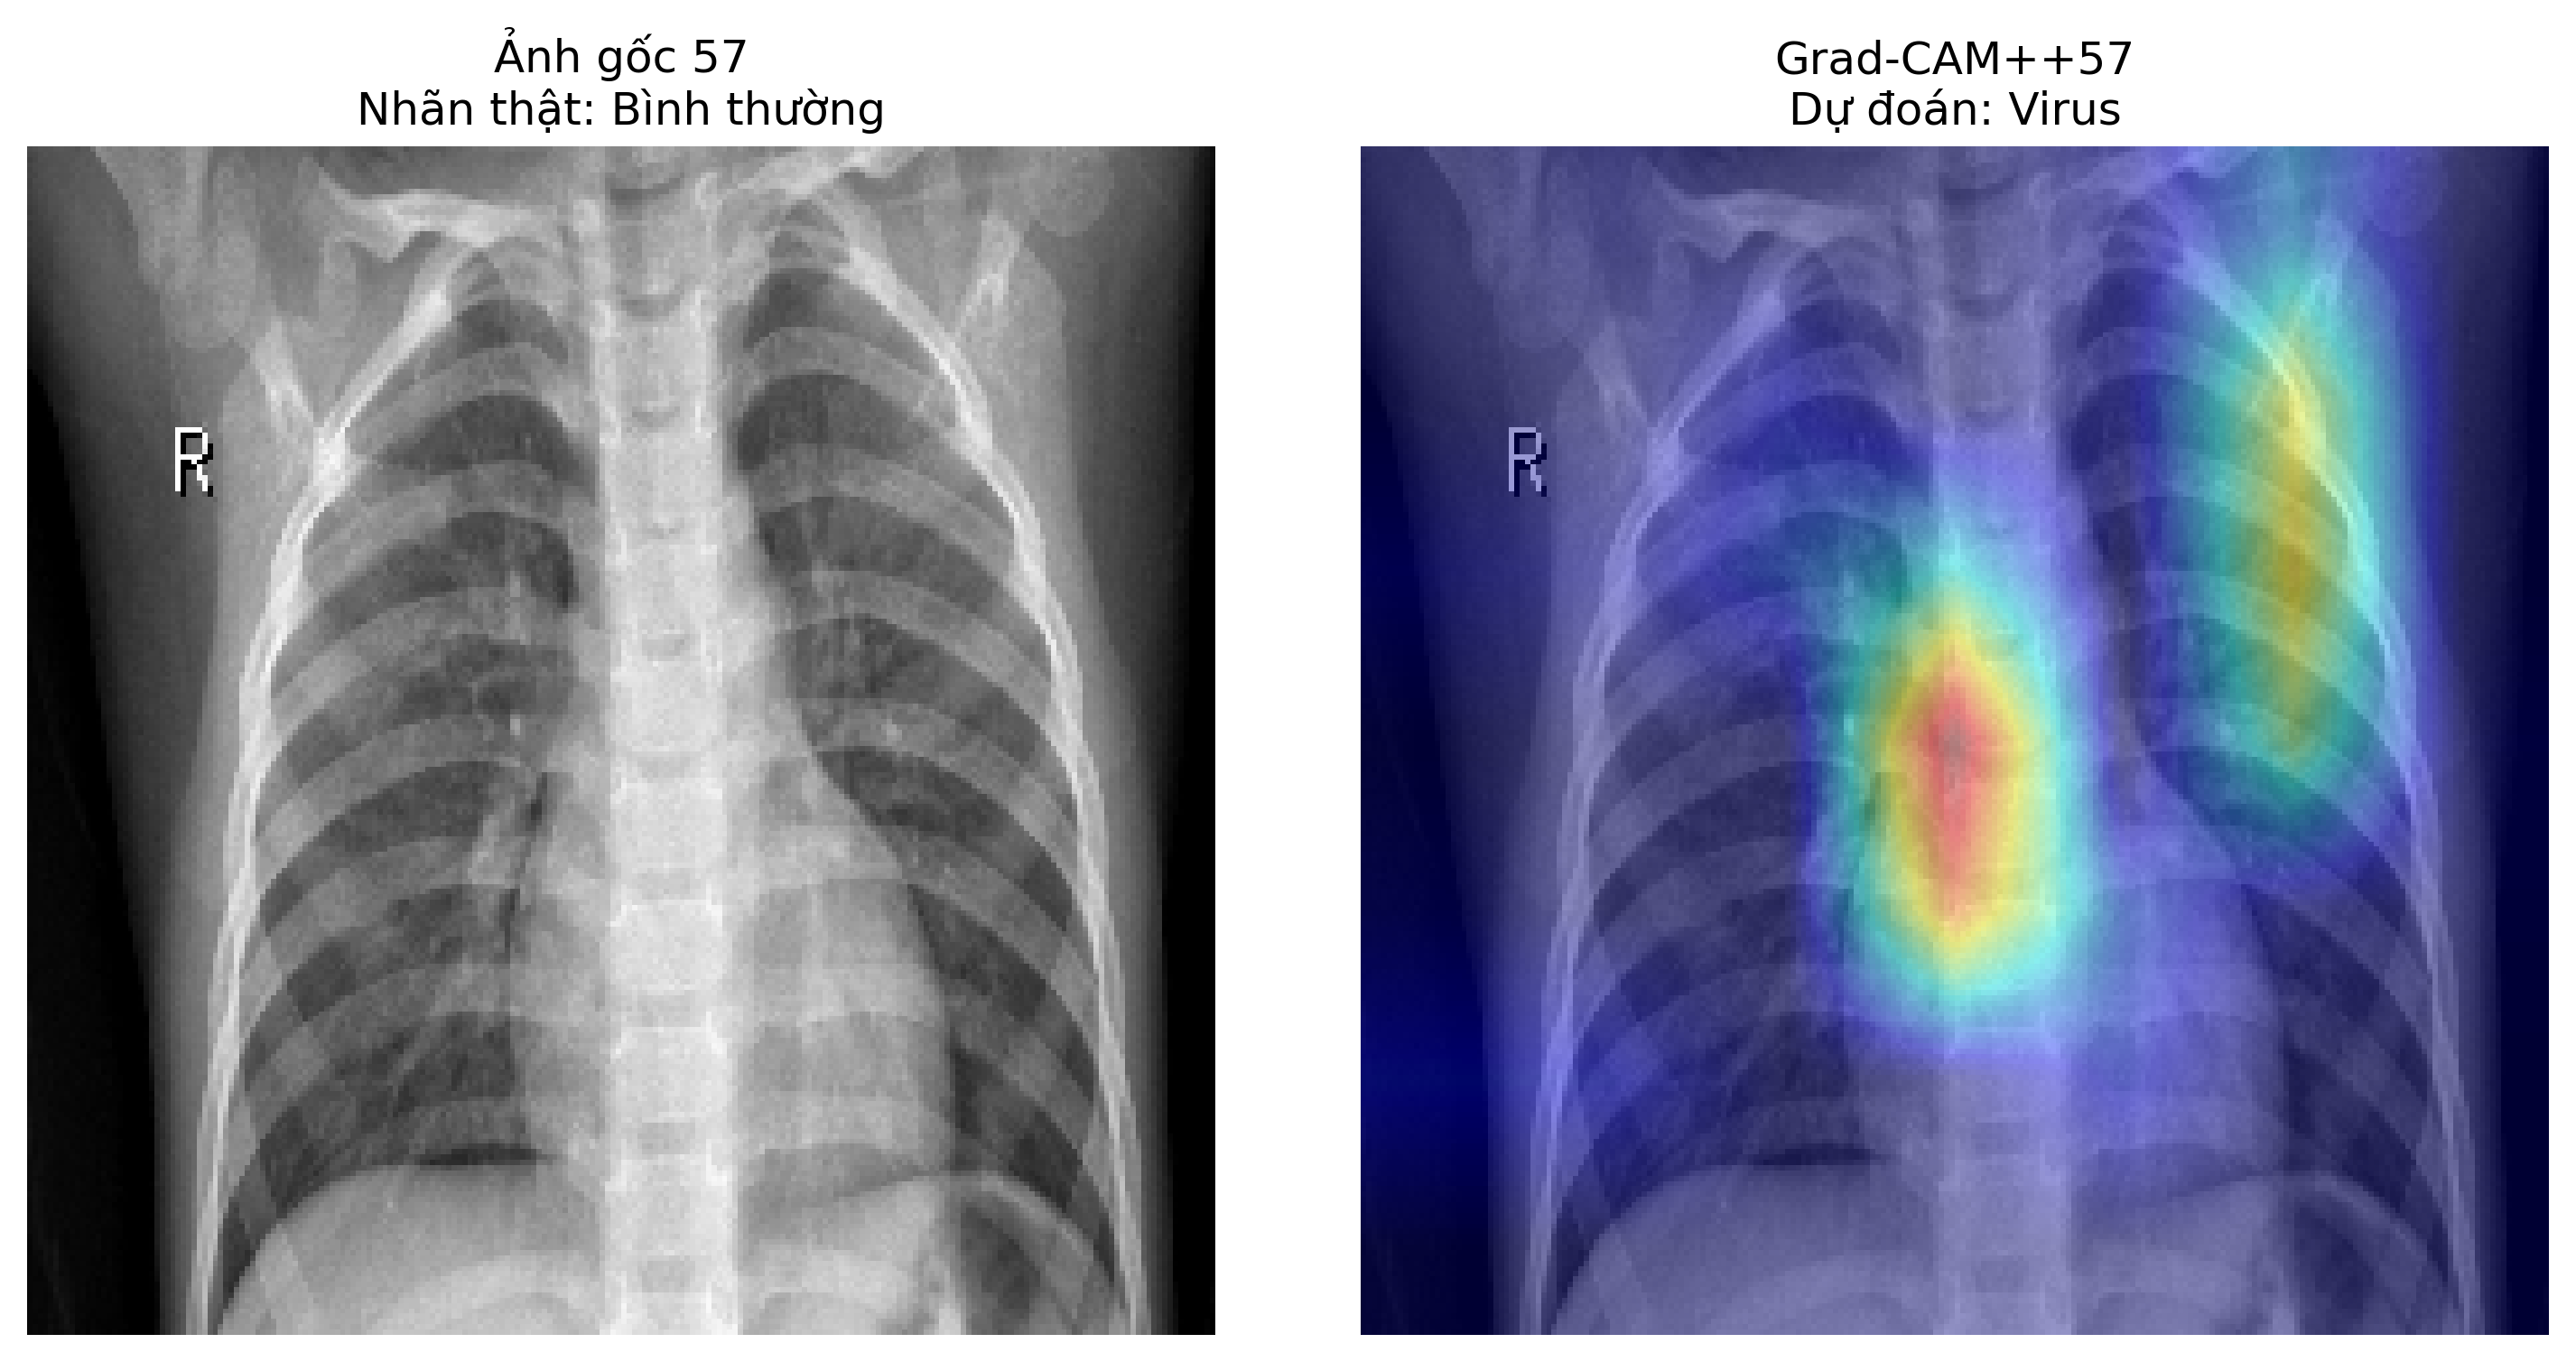 Ảnh gốc 57
Nhãn thật: Bình thường
Grad-CAM++57
Dự đoán: Virus
R
R